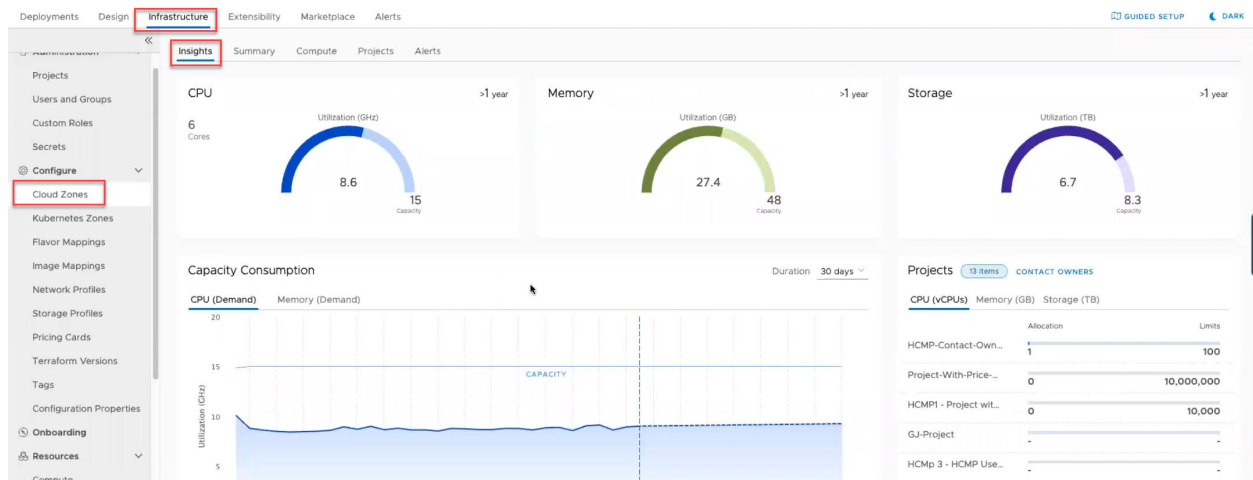 Deployments Design Infrastructure Extensibility Marketplace Alerts GUIDED SETUP DARK
Administration
Projects
Users and Groups
Custom Roles
Secrets
Configure
Cloud Zones
Kubernetes Zones
Flavor Mappings
Image Mappings
Network Profiles
Storage Profiles
Pricing Cards
Terraform Versions
Tags
Configuration Properties
Onboarding
Resources
Compute
Insights Summary Compute Projects Alerts
CPU >1 year
6
Cores
Utilization (GHz)
8.6
15
Capacity
Memory >1 year
Utilization (GB)
27.4
48
Capacity
Storage >1 year
Utilization (TB)
6.7
8.3
Capacity
Capacity Consumption Duration 30 days
CPU (Demand) Memory (Demand)
20
15
10
5
Utilization (GHz)
CAPACITY
Projects 13 items CONTACT OWNERS
CPU (vCPUs) Memory (GB) Storage (TB)
Allocation Limits
HCMP-Contact-Own... 1 100
Project-With-Price-... 0 10,000,000
HCMP1 - Project wit... 0 10,000
GJ-Project - -
HCMp 3 - HCMP Use... - -